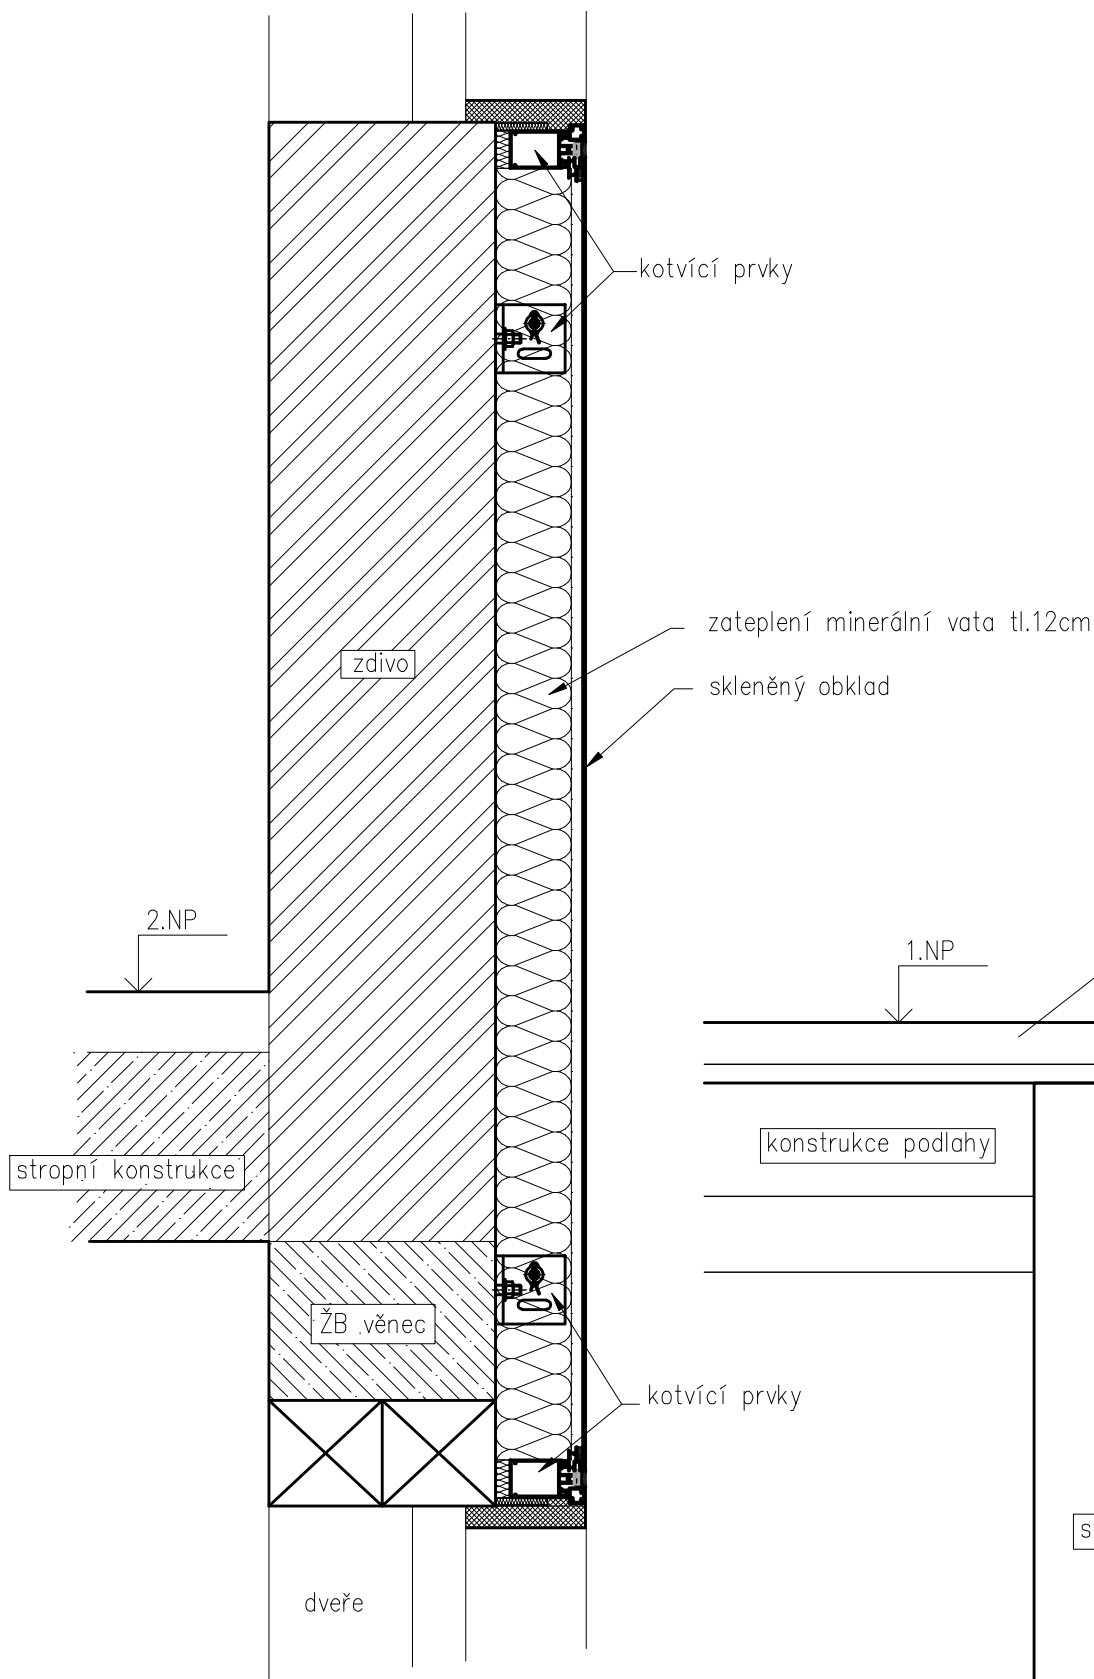 kotvící prvky
zateplení minerální vata tl.12cm
zdivo
skleněný obklad
2.NP
1.NP
konstrukce podlahy
stropní konstrukce
ŽB věnec
kotvící prvky
s
dveře